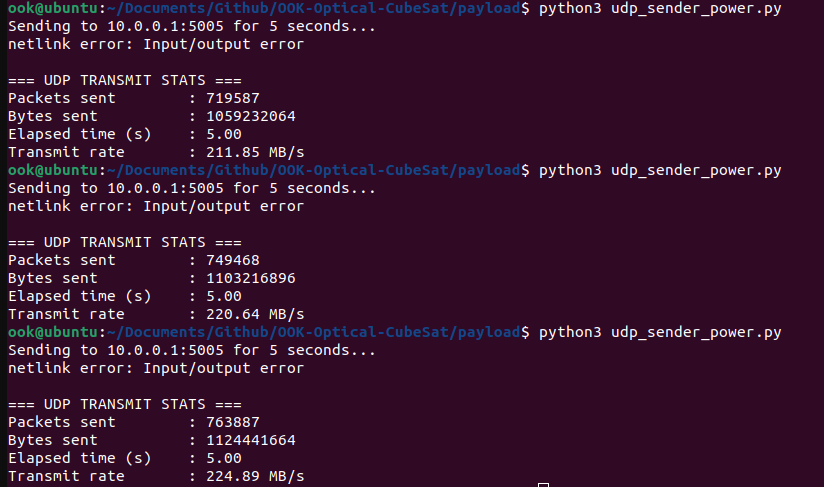 ook@ubuntu:~/Documents/Github/OOK-Optical-CubeSat/payload$ python3 udp_sender_power.py
Sending to 10.0.0.1:5005 for 5 seconds...
netlink error: Input/output error

=== UDP TRANSMIT STATS ===
Packets sent        : 719587
Bytes sent          : 1059232064
Elapsed time (s)    : 5.00
Transmit rate       : 211.85 MB/s
ook@ubuntu:~/Documents/Github/OOK-Optical-CubeSat/payload$ python3 udp_sender_power.py
Sending to 10.0.0.1:5005 for 5 seconds...
netlink error: Input/output error

=== UDP TRANSMIT STATS ===
Packets sent        : 749468
Bytes sent          : 1103216896
Elapsed time (s)    : 5.00
Transmit rate       : 220.64 MB/s
ook@ubuntu:~/Documents/Github/OOK-Optical-CubeSat/payload$ python3 udp_sender_power.py
Sending to 10.0.0.1:5005 for 5 seconds...
netlink error: Input/output error

=== UDP TRANSMIT STATS ===
Packets sent        : 763887
Bytes sent          : 1124441664
Elapsed time (s)    : 5.00
Transmit rate       : 224.89 MB/s